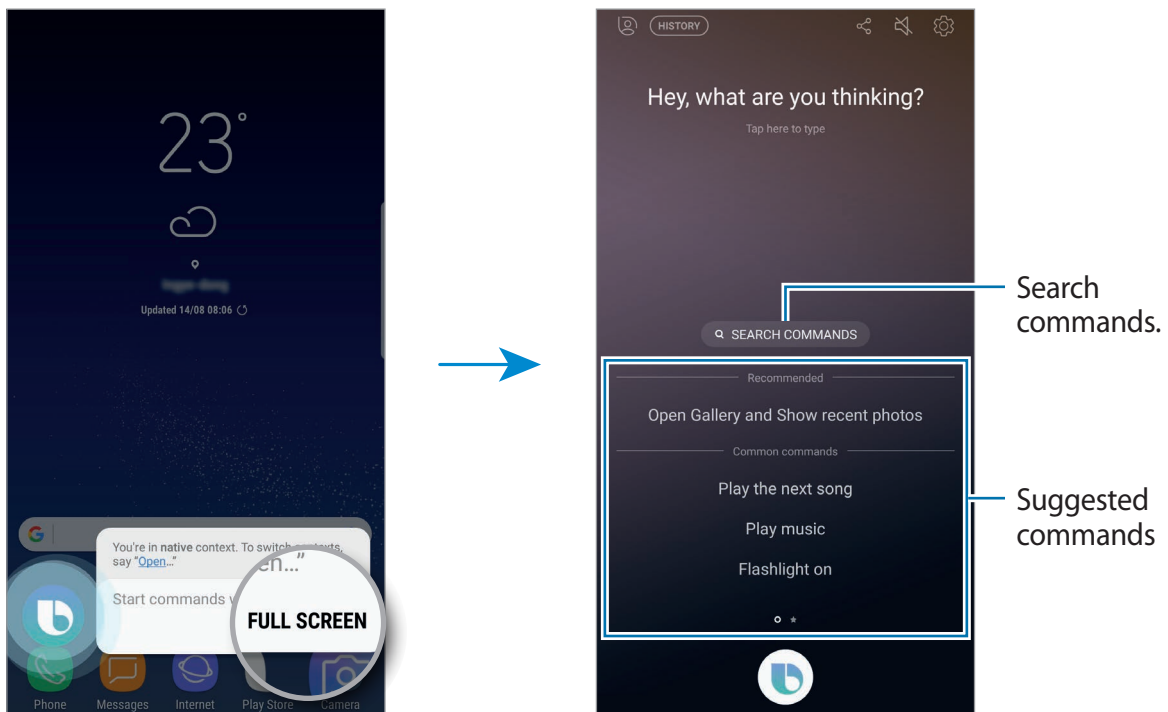 23°
Updated 14/08 08:06
You're in native context. To switch
say "Open..."
en..."
Start commands
FULL SCREEN
Phone Messages Internet Play Store Camera
HISTORY
Hey, what are you thinking?
Tap here to type
SEARCH COMMANDS
Recommended
Open Gallery and Show recent photos
Common commands
Play the next song
Play music
Flashlight on
Search
commands.
Suggested
commands